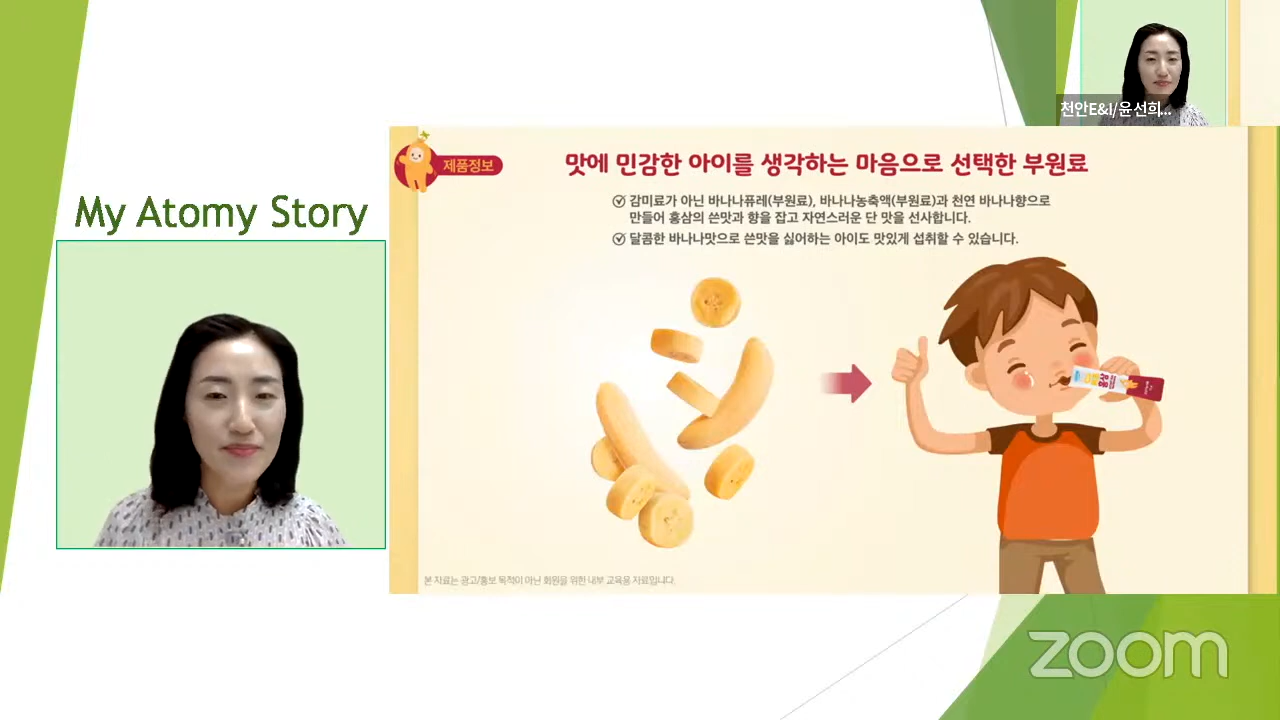 천안E&I/윤선희...
My Atomy Story
제품정보
맛에 민감한 아이를 생각하는 마음으로 선택한 부원료
감미료가 아닌 바나나퓨레(부원료), 바나나농축액(부원료)과 천연 바나나향으로
만들어 홍삼의 쓴맛과 향을 잡고 자연스러운 단 맛을 선사합니다.
달콤한 바나나맛으로 쓴맛을 싫어하는 아이도 맛있게 섭취할 수 있습니다.
본 자료는 광고/홍보 목적이 아닌 회원을 위한 내부 교육용 자료입니다.
zoom